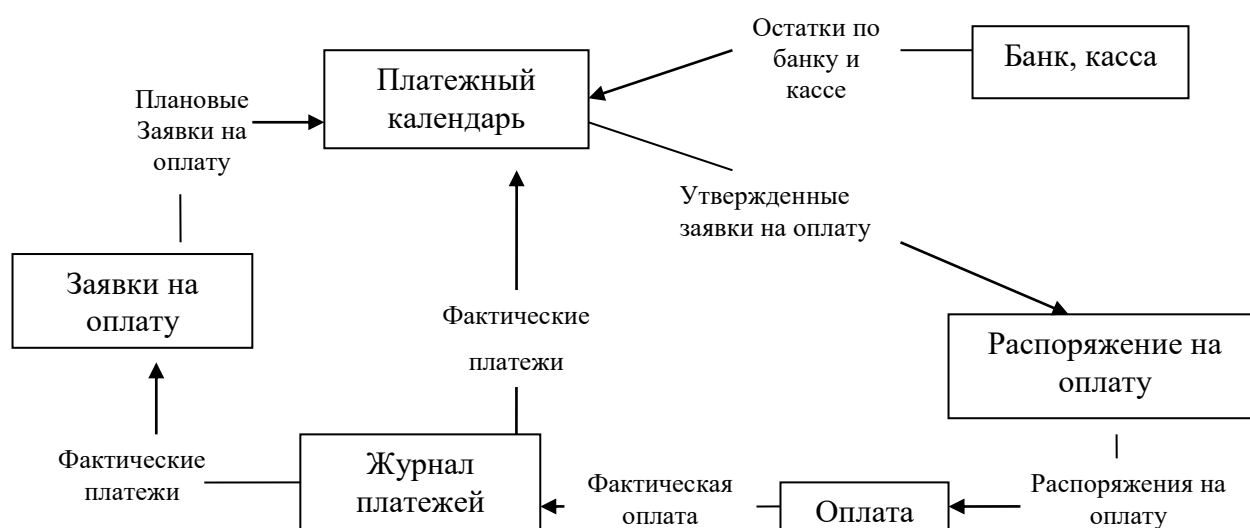 Остатки по
банку и
кассе
Банк, касса
Платежный
календарь
Плановые
Заявки на
оплату
Утвержденные
заявки на оплату
Заявки на
оплату
Фактические
платежи
Распоряжение на
оплату
Фактические
платежи
Журнал
платежей
Фактическая
оплата
Оплата
Распоряжения на
оплату